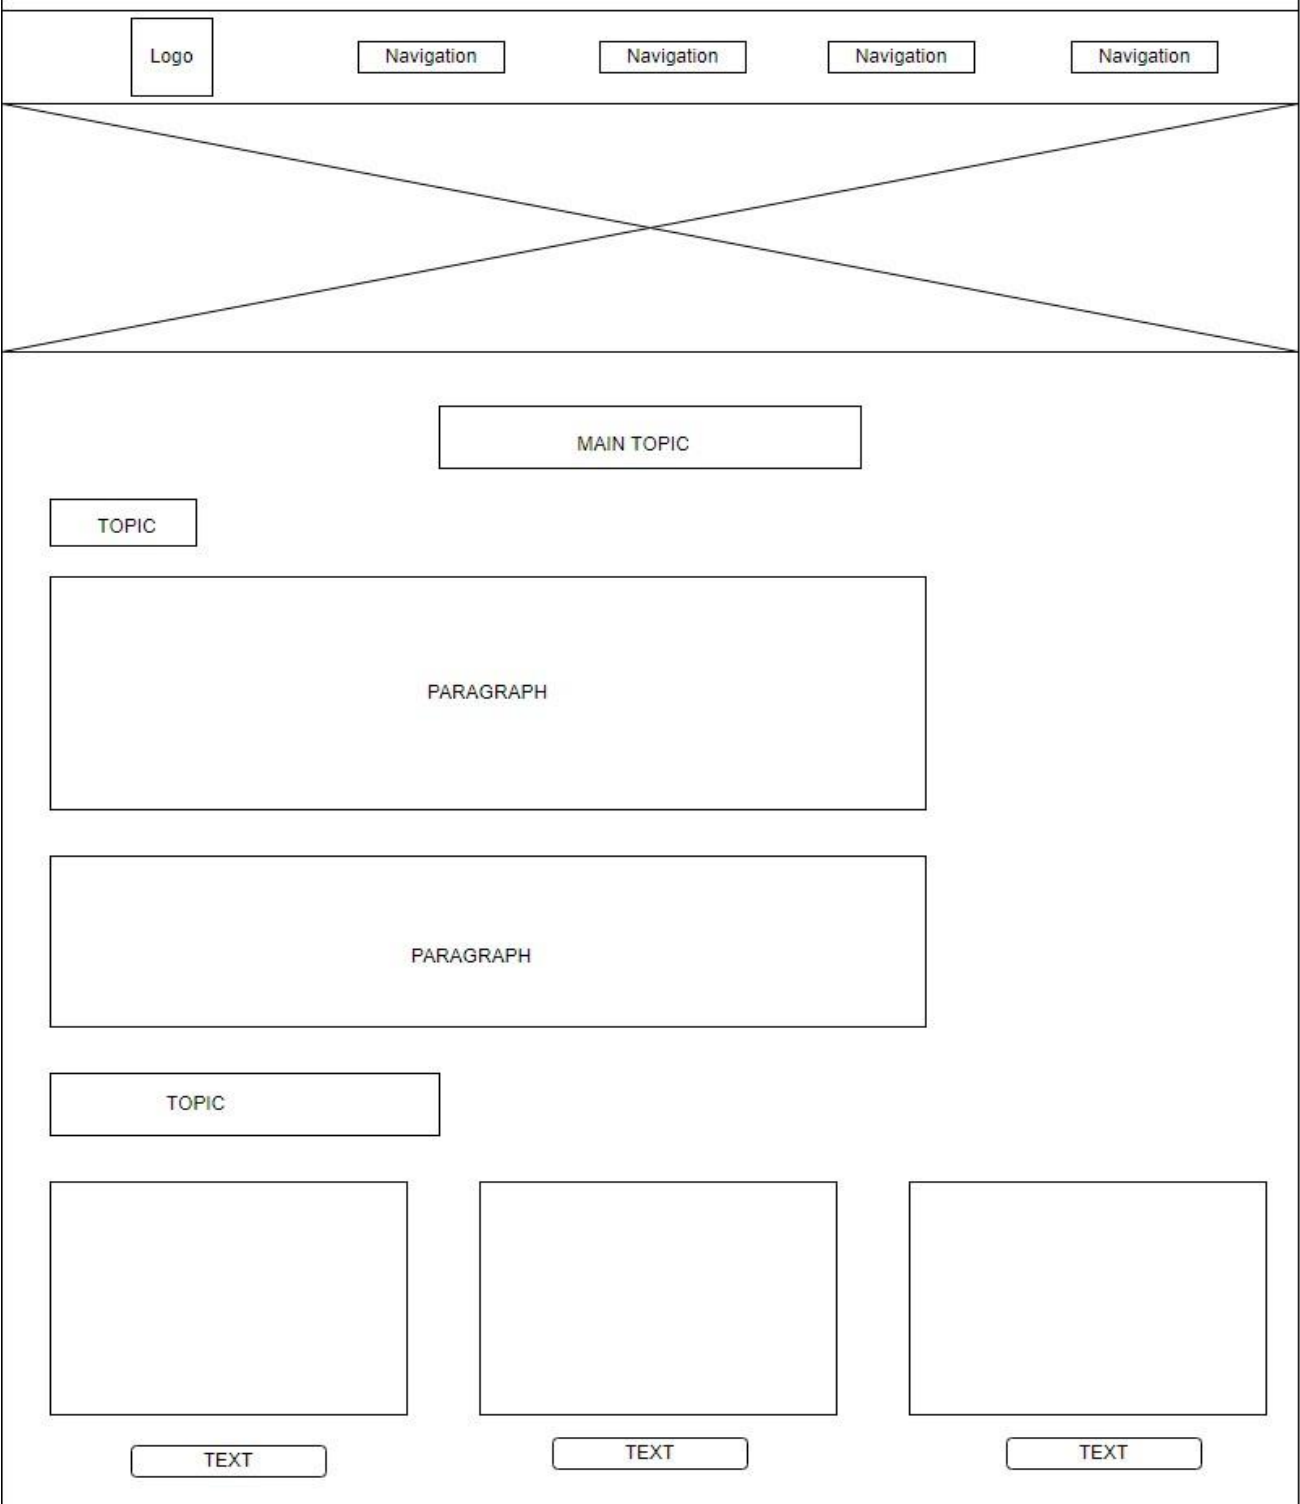 Logo
Navigation
Navigation
Navigation
Navigation
MAIN TOPIC
TOPIC
PARAGRAPH
PARAGRAPH
TOPIC
TEXT
TEXT
TEXT